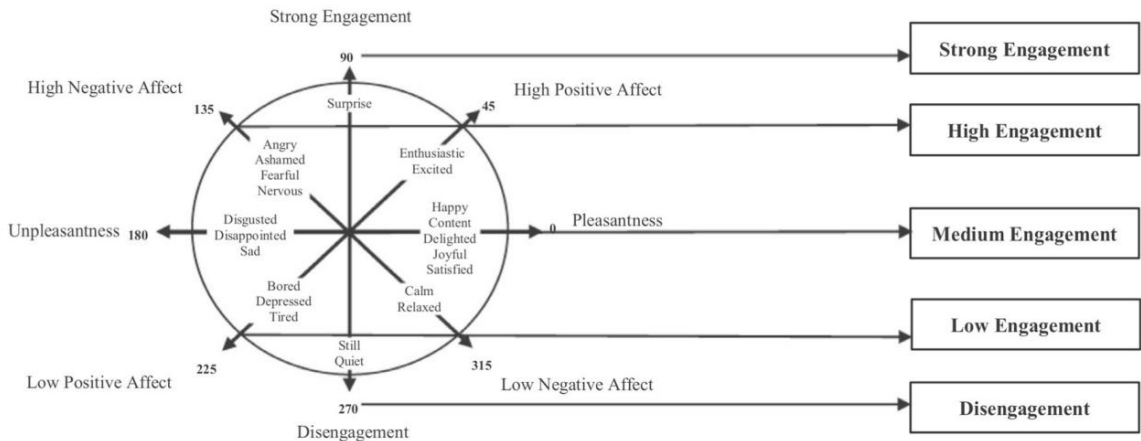 Strong Engagement
90
Strong Engagement
High Negative Affect
135
Surprise
45
High Positive Affect
High Engagement
Angry
Ashamed
Fearful
Nervous
Enthusiastic
Excited
Unpleasantness 180
Disgusted
Disappointed
Sad
Happy
Content
Delighted
Joyful
Satisfied
0
Pleasantness
Medium Engagement
Bored
Depressed
Tired
Calm
Relaxed
Low Engagement
Still
Quiet
225
Low Positive Affect
315
Low Negative Affect
270
Disengagement
Disengagement